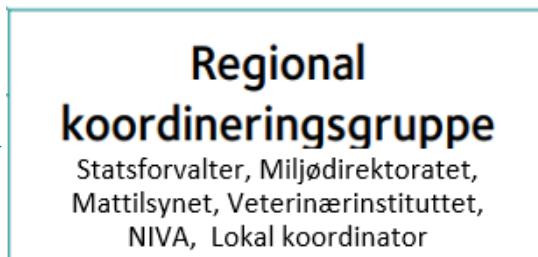 Regional
koordineringsgruppe
Statsforvalter, Miljødirektoratet,
Mattilsynet, Veterinærinstituttet,
NIVA, Lokal koordinator